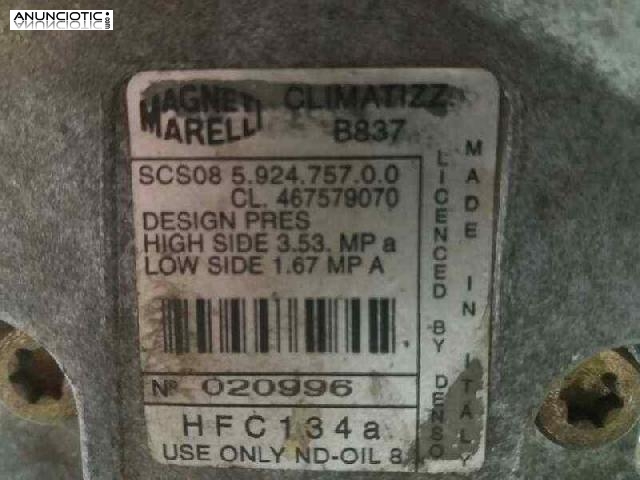 ANUNCIOTIC!.com
MAGNETI
MARELLI
CLIMATIZZ.
B837
SCS08 5.924.757.0.0
CL. 467579070
DESIGN PRES
HIGH SIDE 3.53. MP a
LOW SIDE 1.67 MP A
Nº 020996
HFC134a
USE ONLY ND-OIL 8
LICENCED BY DENSO
MADE IN ITALY